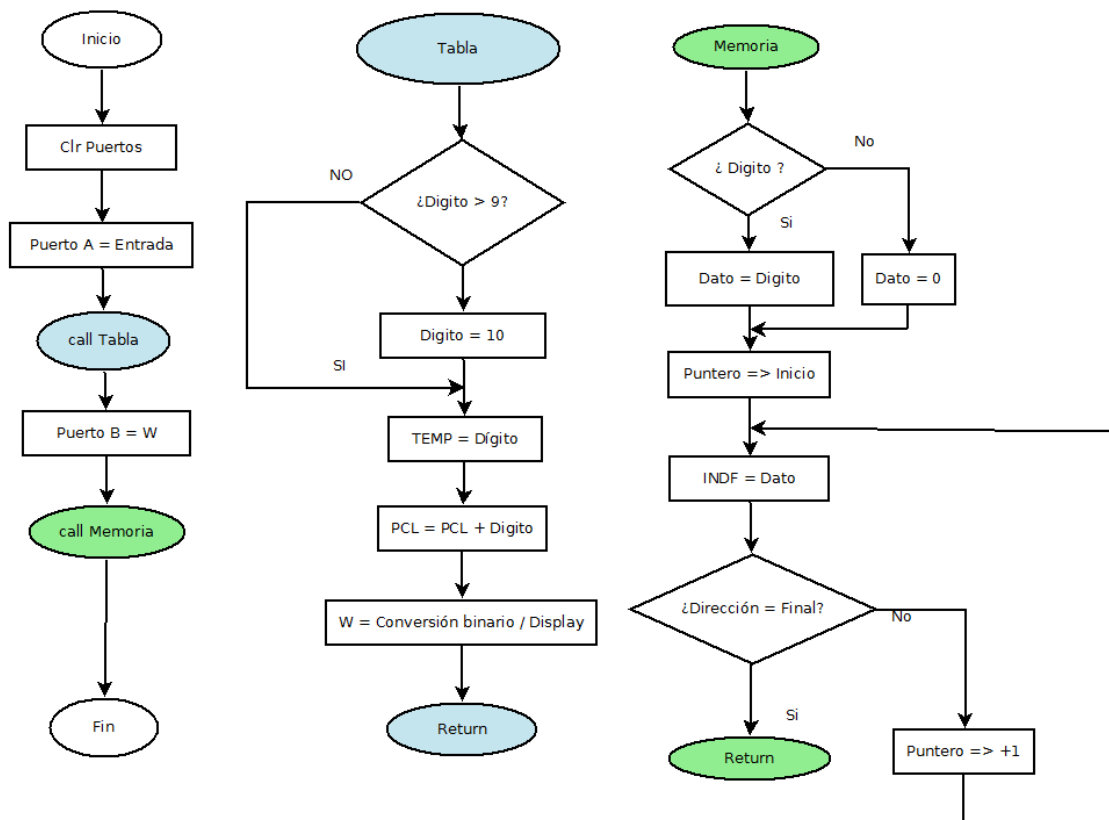 Inicio
Clr Puertos
Puerto A = Entrada
call Tabla
Puerto B = W
call Memoria
Fin
Tabla
¿Digito > 9?
NO
Digito = 10
SI
TEMP = Dígito
PCL = PCL + Digito
W = Conversión binario / Display
Return
Memoria
¿ Digito ?
No
Si
Dato = Digito
Dato = 0
Puntero => Inicio
INDF = Dato
¿Dirección = Final?
No
Si
Return
Puntero => +1